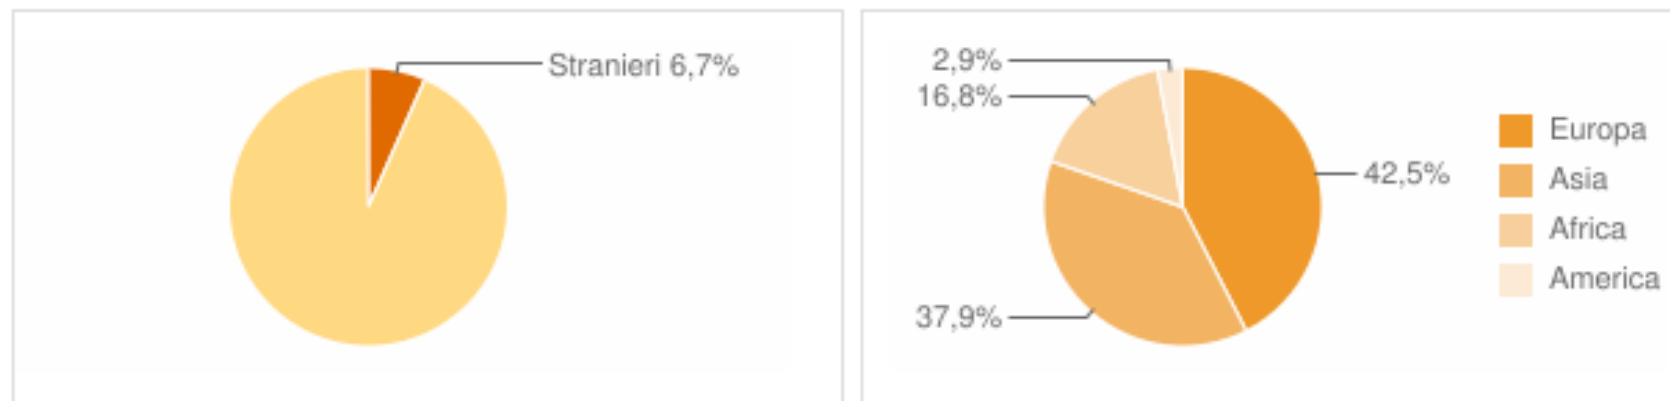 Stranieri 6,7%
2,9%
16,8%
42,5%
37,9%
Europa
Asia
Africa
America